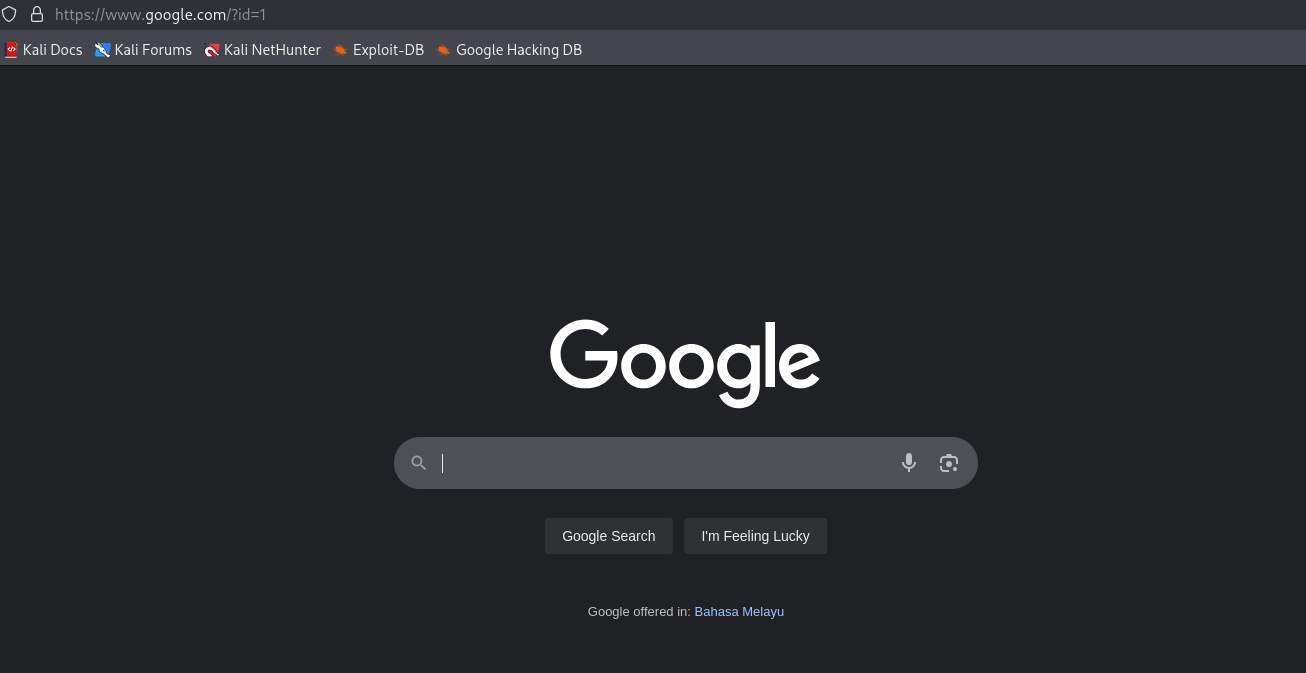 https://www.google.com/?id=1
Kali Docs Kali Forums Kali NetHunter Exploit-DB Google Hacking DB
Google
Google Search I'm Feeling Lucky
Google offered in: Bahasa Melayu